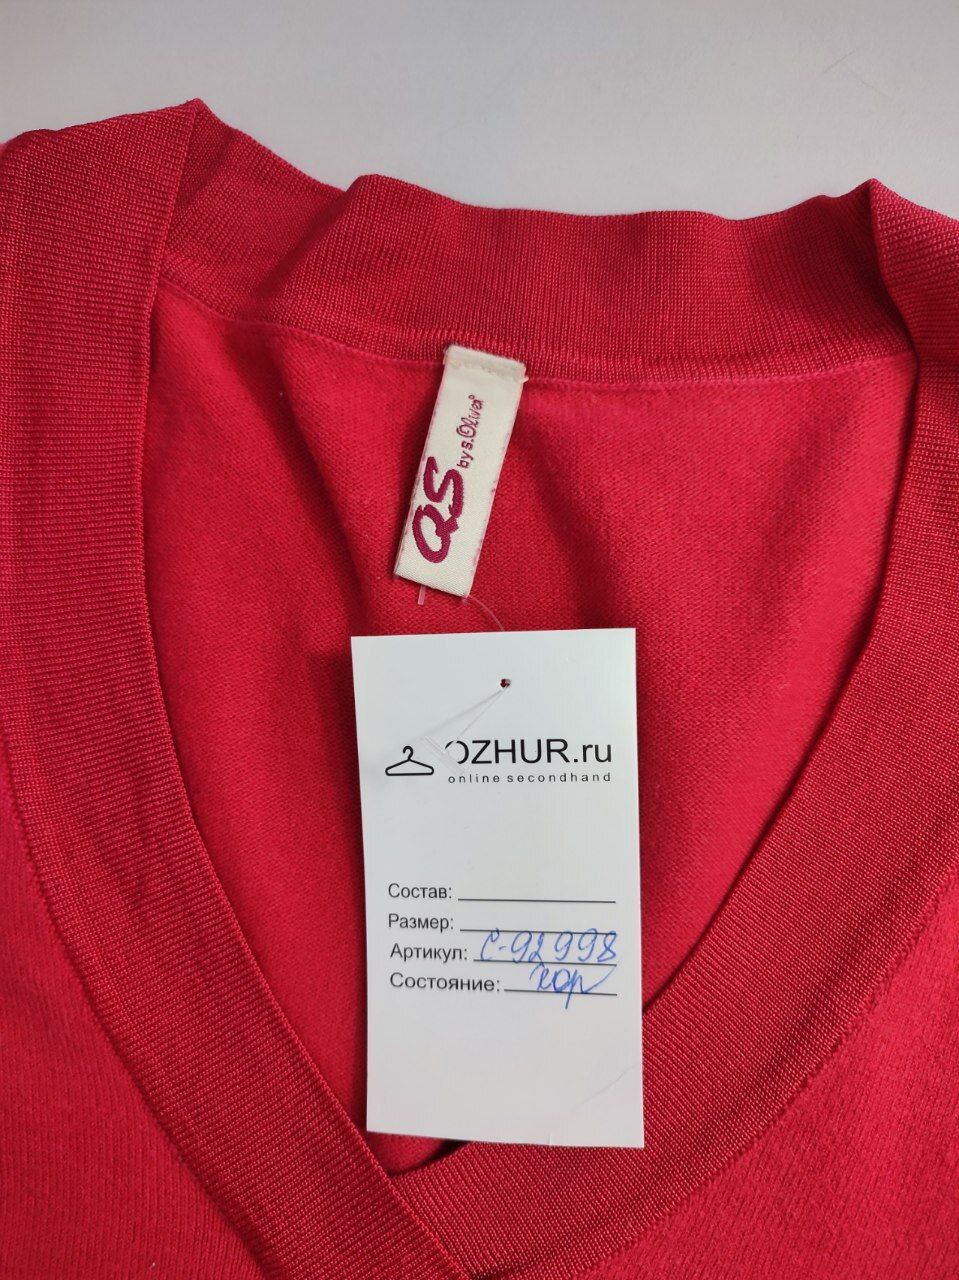 QS by s.Oliver®
OZHUR.ru
online secondhand
Состав:
Размер:
Артикул: С-92998
Состояние: хор